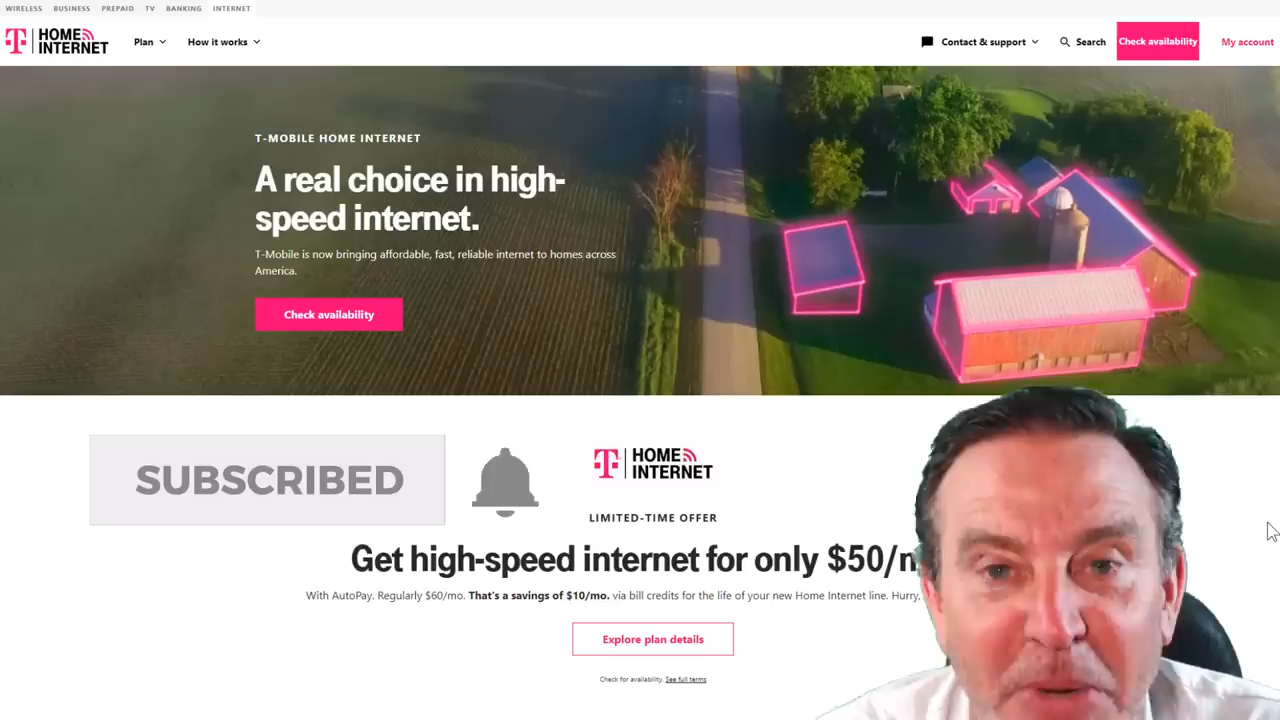 WIRELESS BUSINESS PREPAID TV BANKING INTERNET
T HOME INTERNET
Plan How it works Contact & support Search Check availability My account
T-MOBILE HOME INTERNET
A real choice in high-
speed internet.
T-Mobile is now bringing affordable, fast, reliable internet to homes across
America.
Check availability
SUBSCRIBED
T HOME
INTERNET
LIMITED-TIME OFFER
Get high-speed internet for only $50/
With AutoPay. Regularly $60/mo. That's a savings of $10/mo. via bill credits for the life of your new Home Internet line. Hurry,
Explore plan details
Check for availability. See full terms